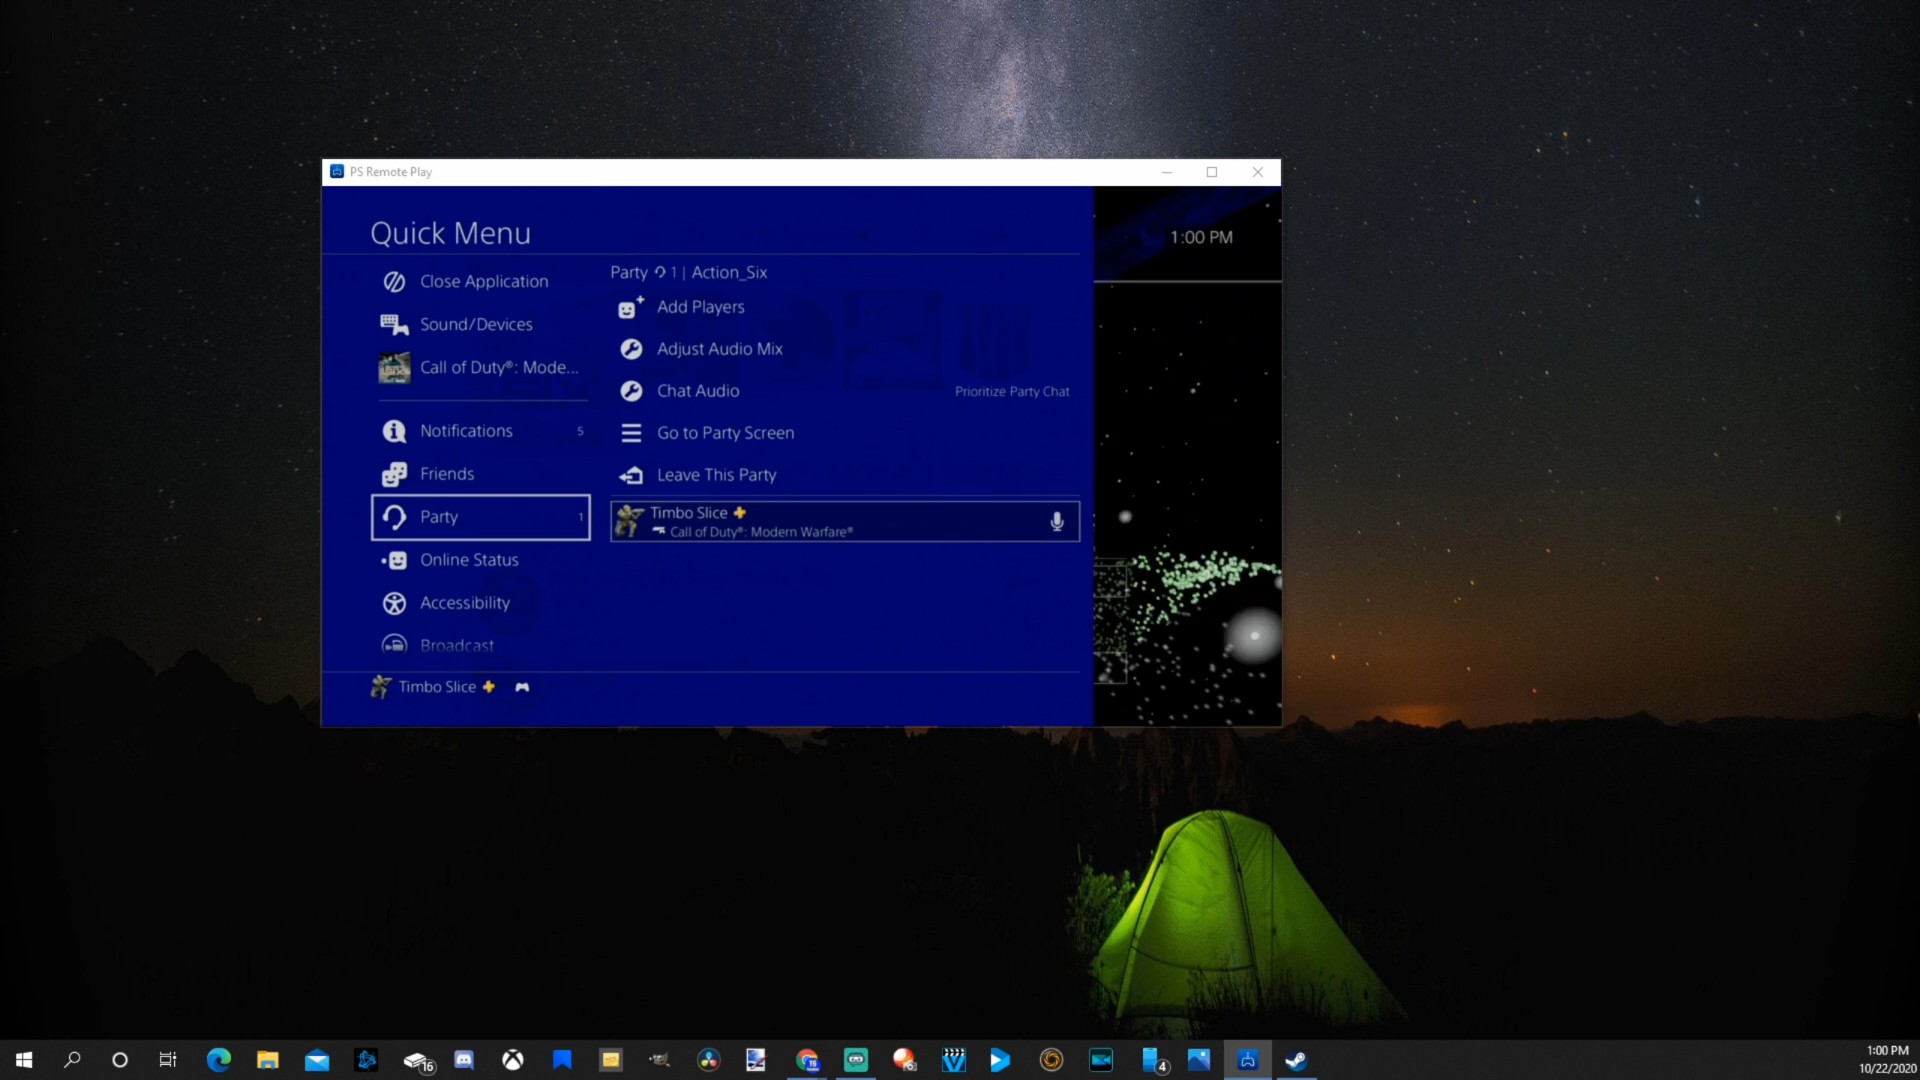 PS Remote Play
Quick Menu
1:00 PM
Close Application
Sound/Devices
Call of Duty®: Mode...
Notifications 5
Friends
Party 1
Online Status
Accessibility
Broadcast
Party 1 | Action_Six
Add Players
Adjust Audio Mix
Chat Audio Prioritize Party Chat
Go to Party Screen
Leave This Party
Timbo Slice
Call of Duty®: Modern Warfare®
Timbo Slice
16
4
1:00 PM
10/22/2020